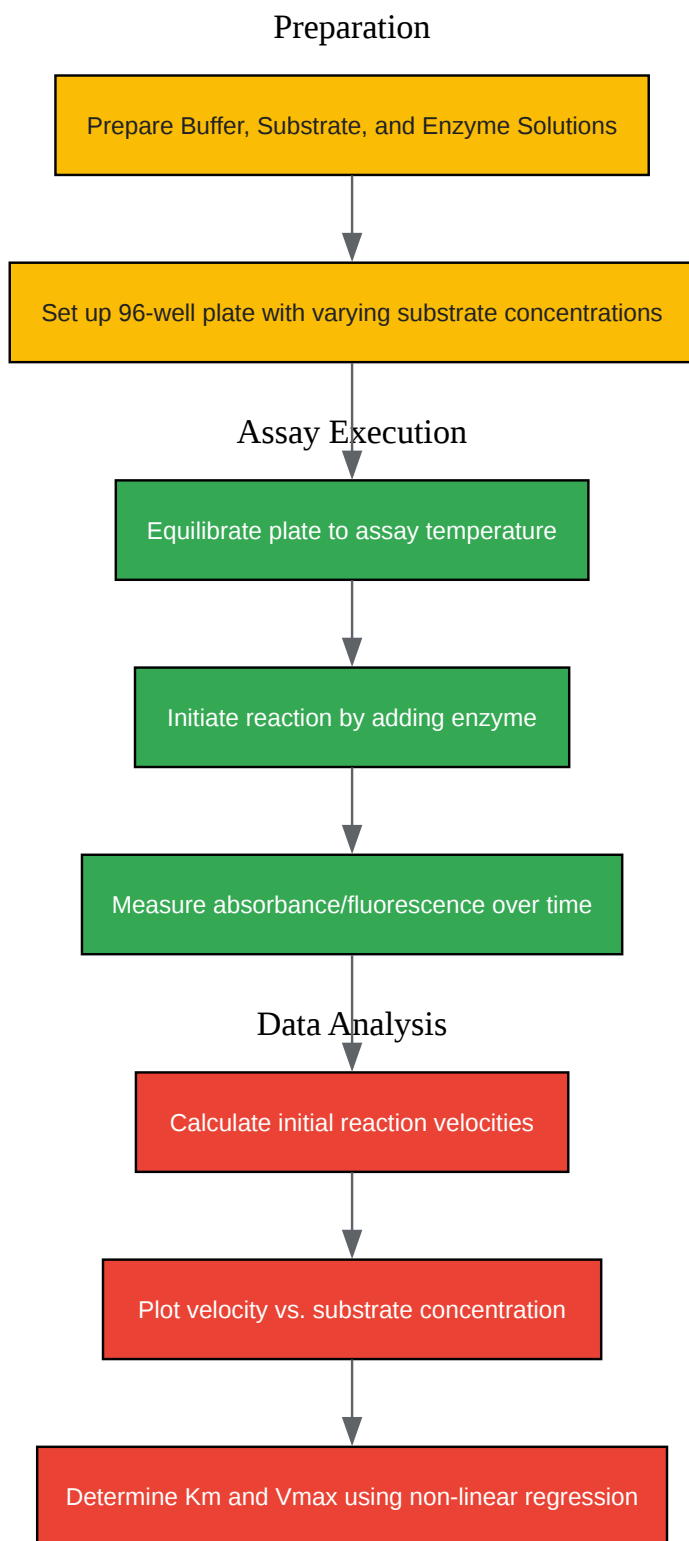 Preparation
Prepare Buffer, Substrate, and Enzyme Solutions
Set up 96-well plate with varying substrate concentrations
Assay Execution
Equilibrate plate to assay temperature
Initiate reaction by adding enzyme
Measure absorbance/fluorescence over time
Data Analysis
Calculate initial reaction velocities
Plot velocity vs. substrate concentration
Determine Km and Vmax using non-linear regression